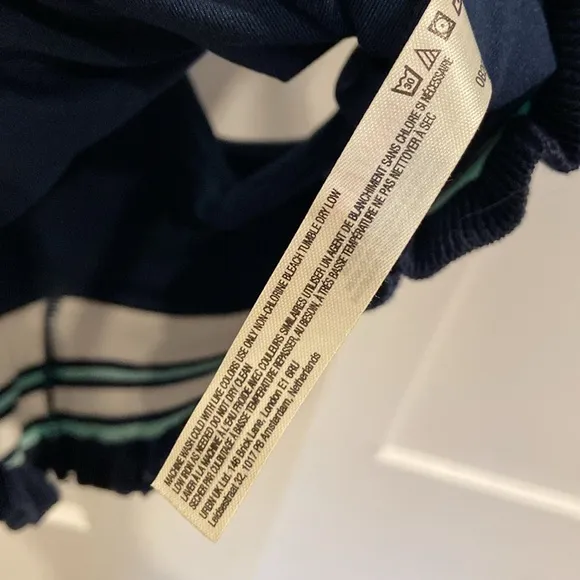 30
MACHINE WASH COLD WITH LIKE COLORS USE ONLY NON-CHLORINE BLEACH TUMBLE DRY LOW
LOW IRON IS NEEDED DO NOT DRY CLEAN
LAVER À LA MACHINE À L'EAU FROIDE AVEC COULEURS SIMILAIRES UTILISER UN AGENT DE BLANCHIMENT SANS CHLORE SI NÉCESSAIRE
SÉCHER PAR CULBUTAGE À BASSE TEMPÉRATURE REPASSER, AU BESOIN, À TRÈS BASSE TEMPÉRATURE NE PAS NETTOYER À SEC
URBN UK Ltd. 146 Brick Lane, London E1 6RU
Leidsestraat 32, 1017 PB Amsterdam, Netherlands